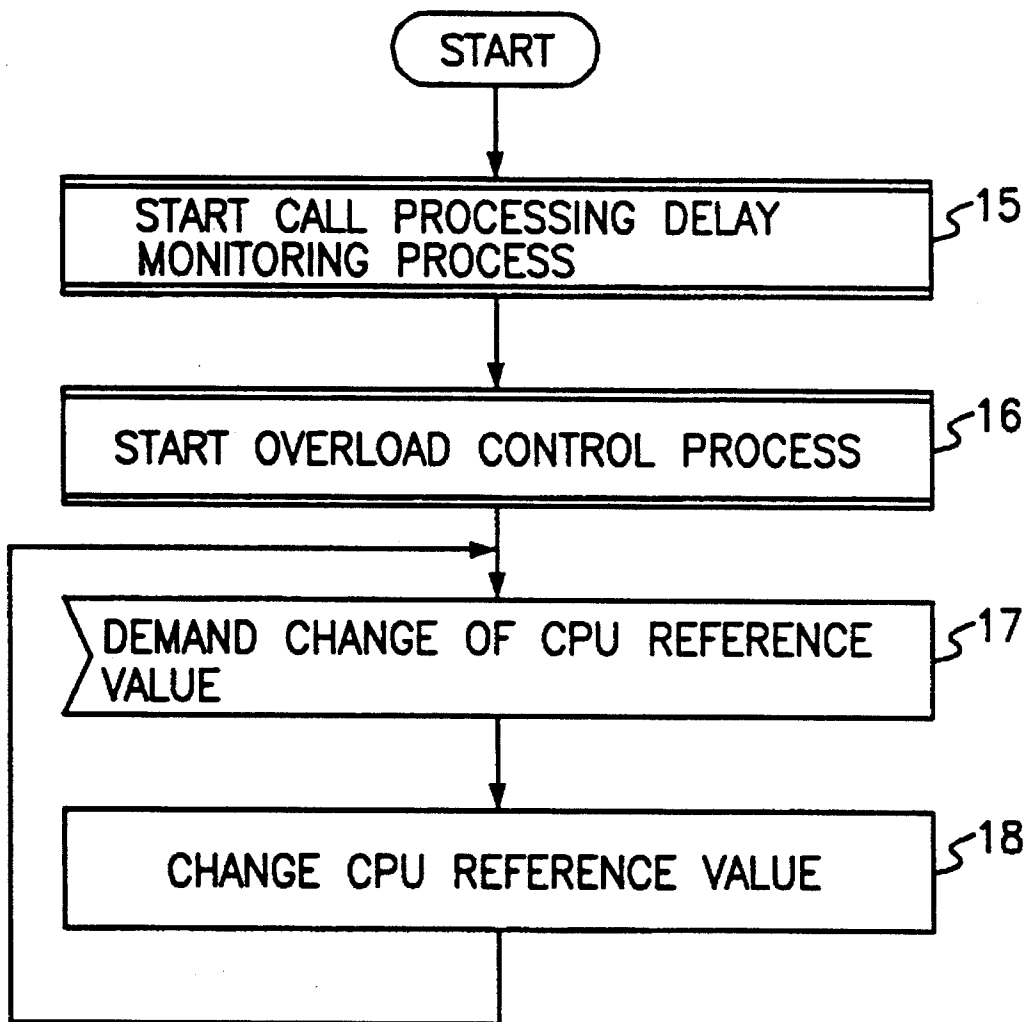 START
START CALL PROCESSING DELAY
MONITORING PROCESS
15
START OVERLOAD CONTROL PROCESS
16
DEMAND CHANGE OF CPU REFERENCE
VALUE
17
CHANGE CPU REFERENCE VALUE
18